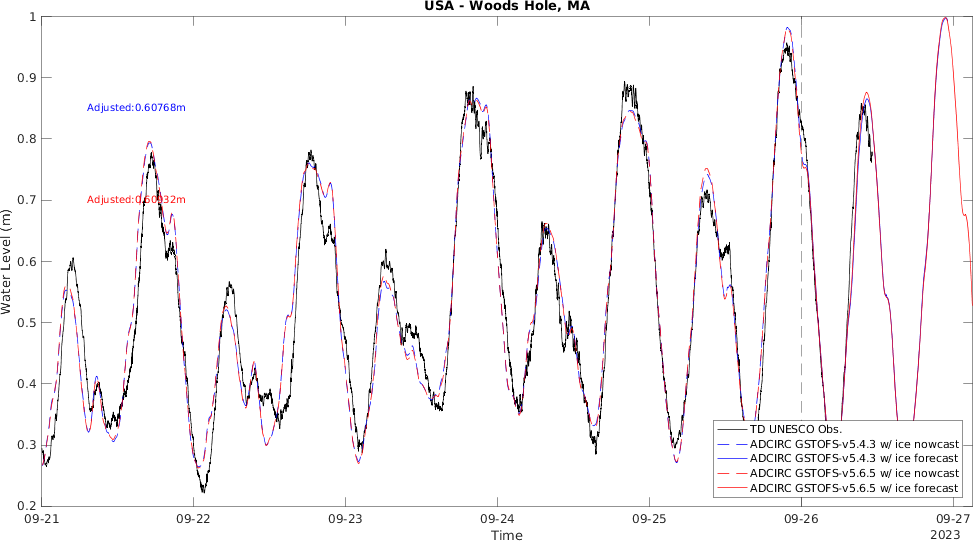 USA - Woods Hole, MA
1
0.9
0.8
0.7
0.6
0.5
0.4
0.3
0.2
Water Level (m)
Adjusted:0.60768m
TD UNESCO Obs.
ADCIRC GSTOFS-v5.4.3 w/ ice nowcast
ADCIRC GSTOFS-v5.4.3 w/ ice forecast
ADCIRC GSTOFS-v5.6.5 w/ ice nowcast
ADCIRC GSTOFS-v5.6.5 w/ ice forecast
09-21 09-22 09-23 09-24 09-25 09-26 09-27
Time
2023